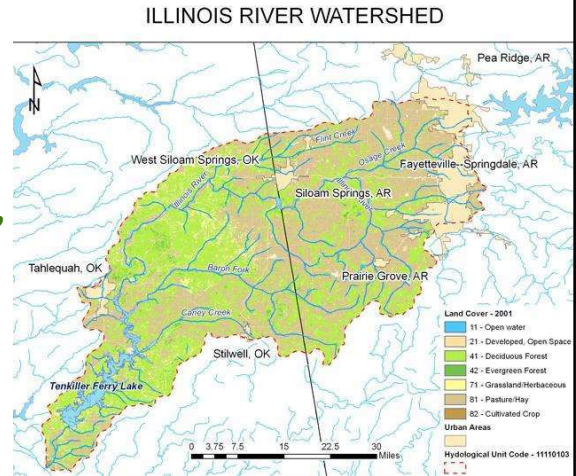 ILLINOIS RIVER WATERSHED
Pea Ridge, AR
N
Flint Creek
West Siloam Springs, OK
Osage Creek
Fayetteville--Springdale, AR
Illinois River
Siloam Springs, AR
Illinois River
Tahlequah, OK
Baron Fork
Prairie Grove, AR
Caney Creek
Stilwell, OK
Tenkiller Ferry Lake
Land Cover - 2001
11 - Open water
21 - Developed, Open Space
41 - Deciduous Forest
42 - Evergreen Forest
71 - Grassland/Herbaceous
81 - Pasture/Hay
82 - Cultivated Crop
Urban Areas
Hydological Unit Code - 11110103
0 3.75 7.5 15 22.5 30
Miles